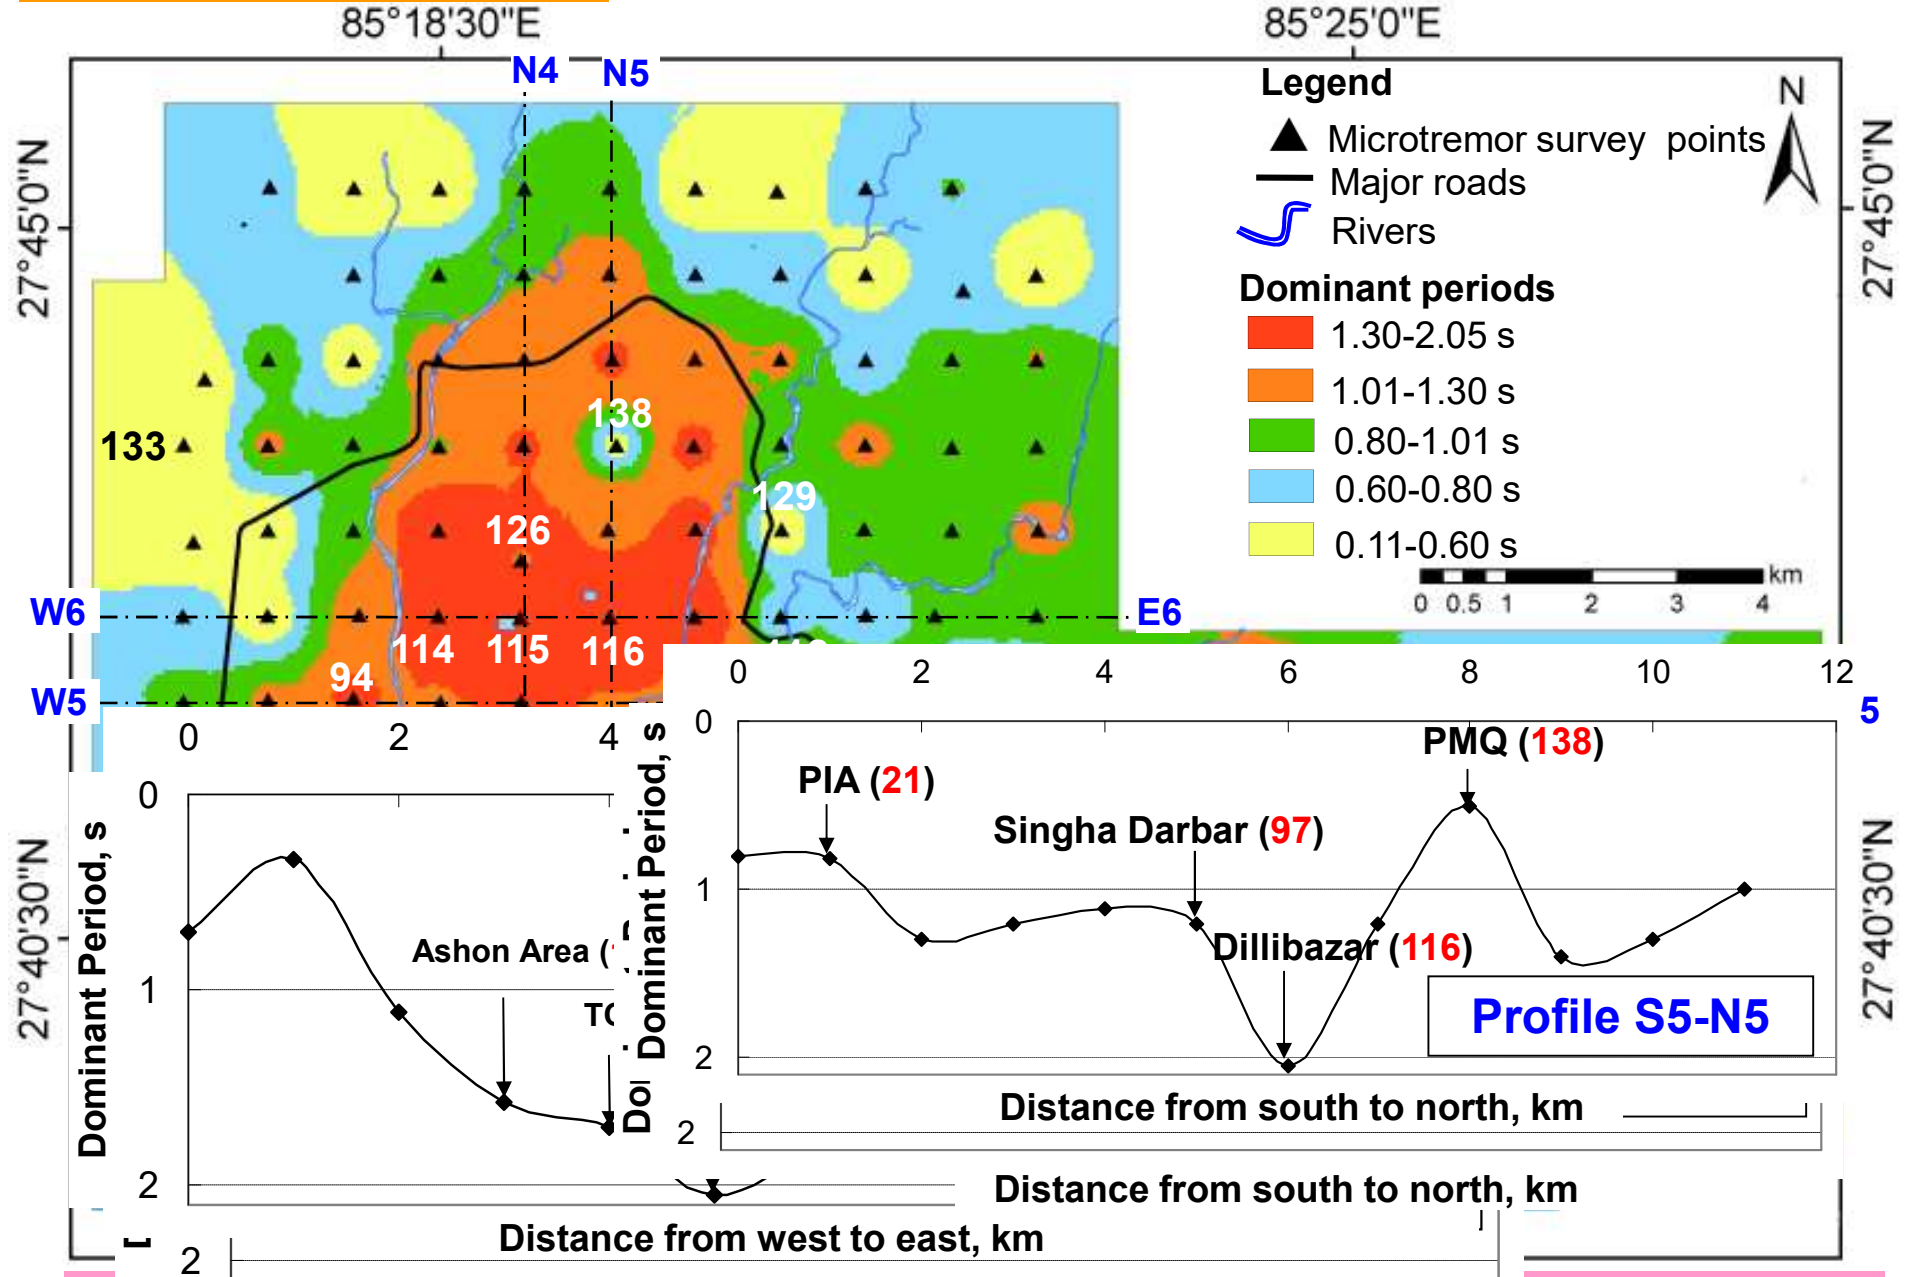 85°18'30"E
85°25'0"E
N4
N5
Legend
N
Microtremor survey points
Major roads
Rivers
27°45'0"N
27°45'0"N
Dominant periods
1.30-2.05 s
1.01-1.30 s
0.80-1.01 s
0.60-0.80 s
0.11-0.60 s
138
133
129
126
km
0 0.5 1 2 3 4
W6
E6
114
115
116
94
W5
5
0 2 4 6 8 10 12
0 2 4
0
1
2
Dominant Period, s
PIA (21)
Singha Darbar (97)
Dillibazar (116)
PMQ (138)
Profile S5-N5
Distance from south to north, km
0
1
2
Dominant Period, s
Ashon Area (
2
Distance from south to north, km
Distance from west to east, km
2
27°40'30"N
27°40'30"N